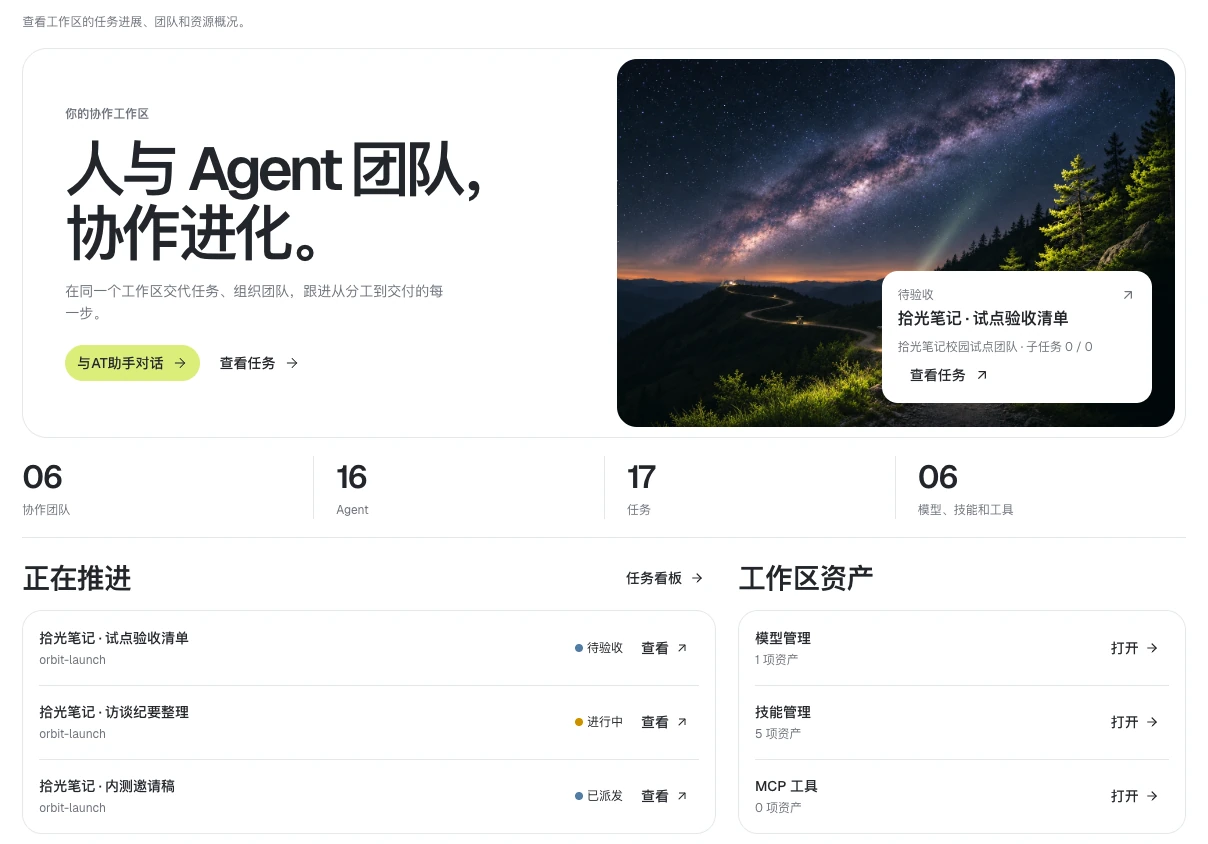 查看工作区的任务进展、团队和资源概况。
你的协作工作区
人与 Agent 团队，
协作进化。
在同一个工作区交代任务、组织团队，跟进从分工到交付的每
一步。
与AT助手对话 →
查看任务 →
待验收 ↗
拾光笔记 · 试点验收清单
拾光笔记校园试点团队 · 子任务 0 / 0
查看任务 ↗
06
协作团队
16
Agent
17
任务
06
模型、技能和工具
正在推进
任务看板 →
拾光笔记 · 试点验收清单
orbit-launch
待验收 查看 ↗
拾光笔记 · 访谈纪要整理
orbit-launch
进行中 查看 ↗
拾光笔记 · 内测邀请稿
orbit-launch
已派发 查看 ↗
工作区资产
模型管理
1 项资产
打开 →
技能管理
5 项资产
打开 →
MCP 工具
0 项资产
打开 →